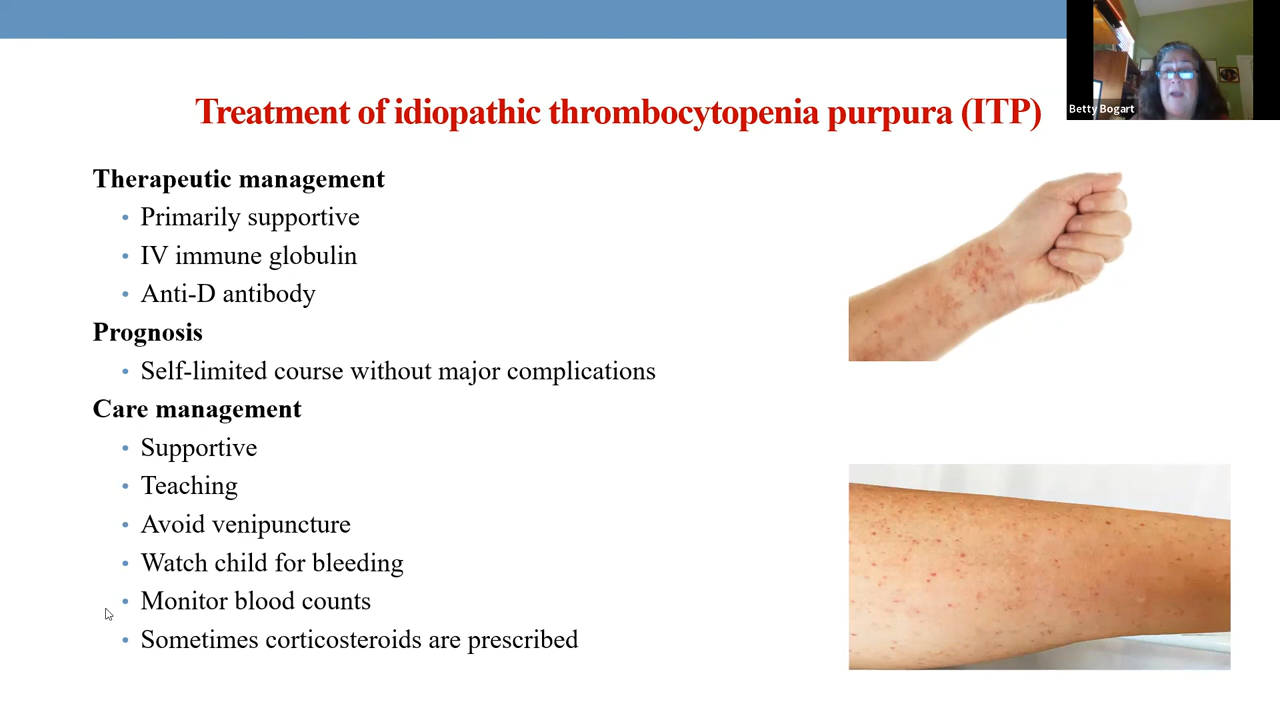 Betty Bogart
Treatment of idiopathic thrombocytopenia purpura (ITP)
Therapeutic management
• Primarily supportive
• IV immune globulin
• Anti-D antibody
Prognosis
• Self-limited course without major complications
Care management
• Supportive
• Teaching
• Avoid venipuncture
• Watch child for bleeding
• Monitor blood counts
• Sometimes corticosteroids are prescribed